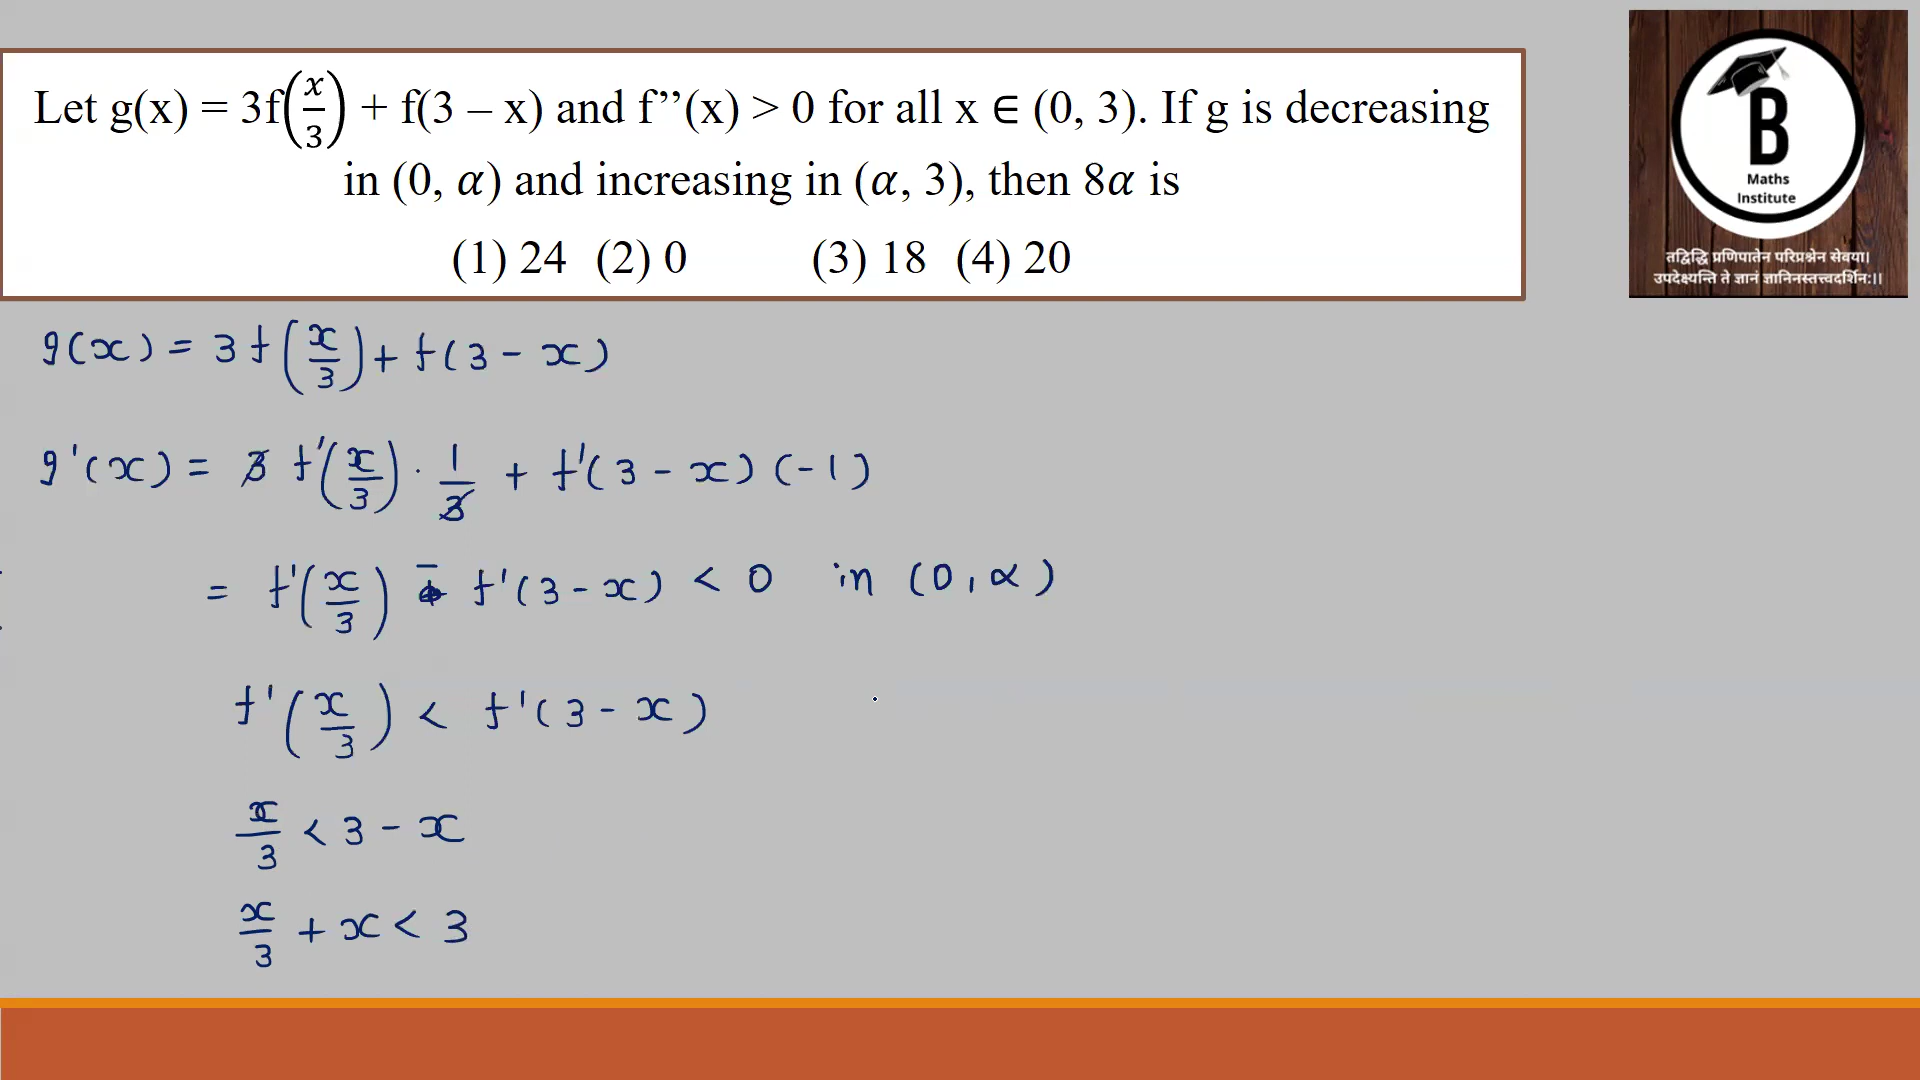 Let g(x) = 3f(x/3) + f(3 – x) and f’’(x) > 0 for all x ∈ (0, 3). If g is decreasing
in (0, α) and increasing in (α, 3), then 8α is
(1) 24 (2) 0 (3) 18 (4) 20
B
Maths
Institute
तद्विद्धि प्रणिपातेन परिप्रश्नेन सेवया।
उपदेक्ष्यन्ति ते ज्ञानं ज्ञानिनस्तत्त्वदर्शिनः।।
g(x) = 3f(x/3) + f(3 - x)
g'(x) = 3 f'(x/3) · 1/3 + f'(3 - x)(-1)
= f'(x/3) - f'(3 - x) < 0 in (0, α)
f'(x/3) < f'(3 - x)
x/3 < 3 - x
x/3 + x < 3